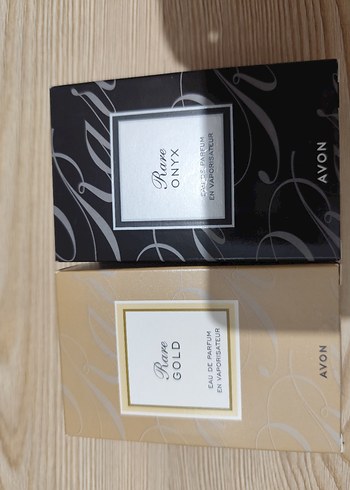 Rare
ONYX
EAU DE PARFUM
EN VAPORISATEUR
AVON
Rare
GOLD
EAU DE PARFUM
EN VAPORISATEUR
AVON